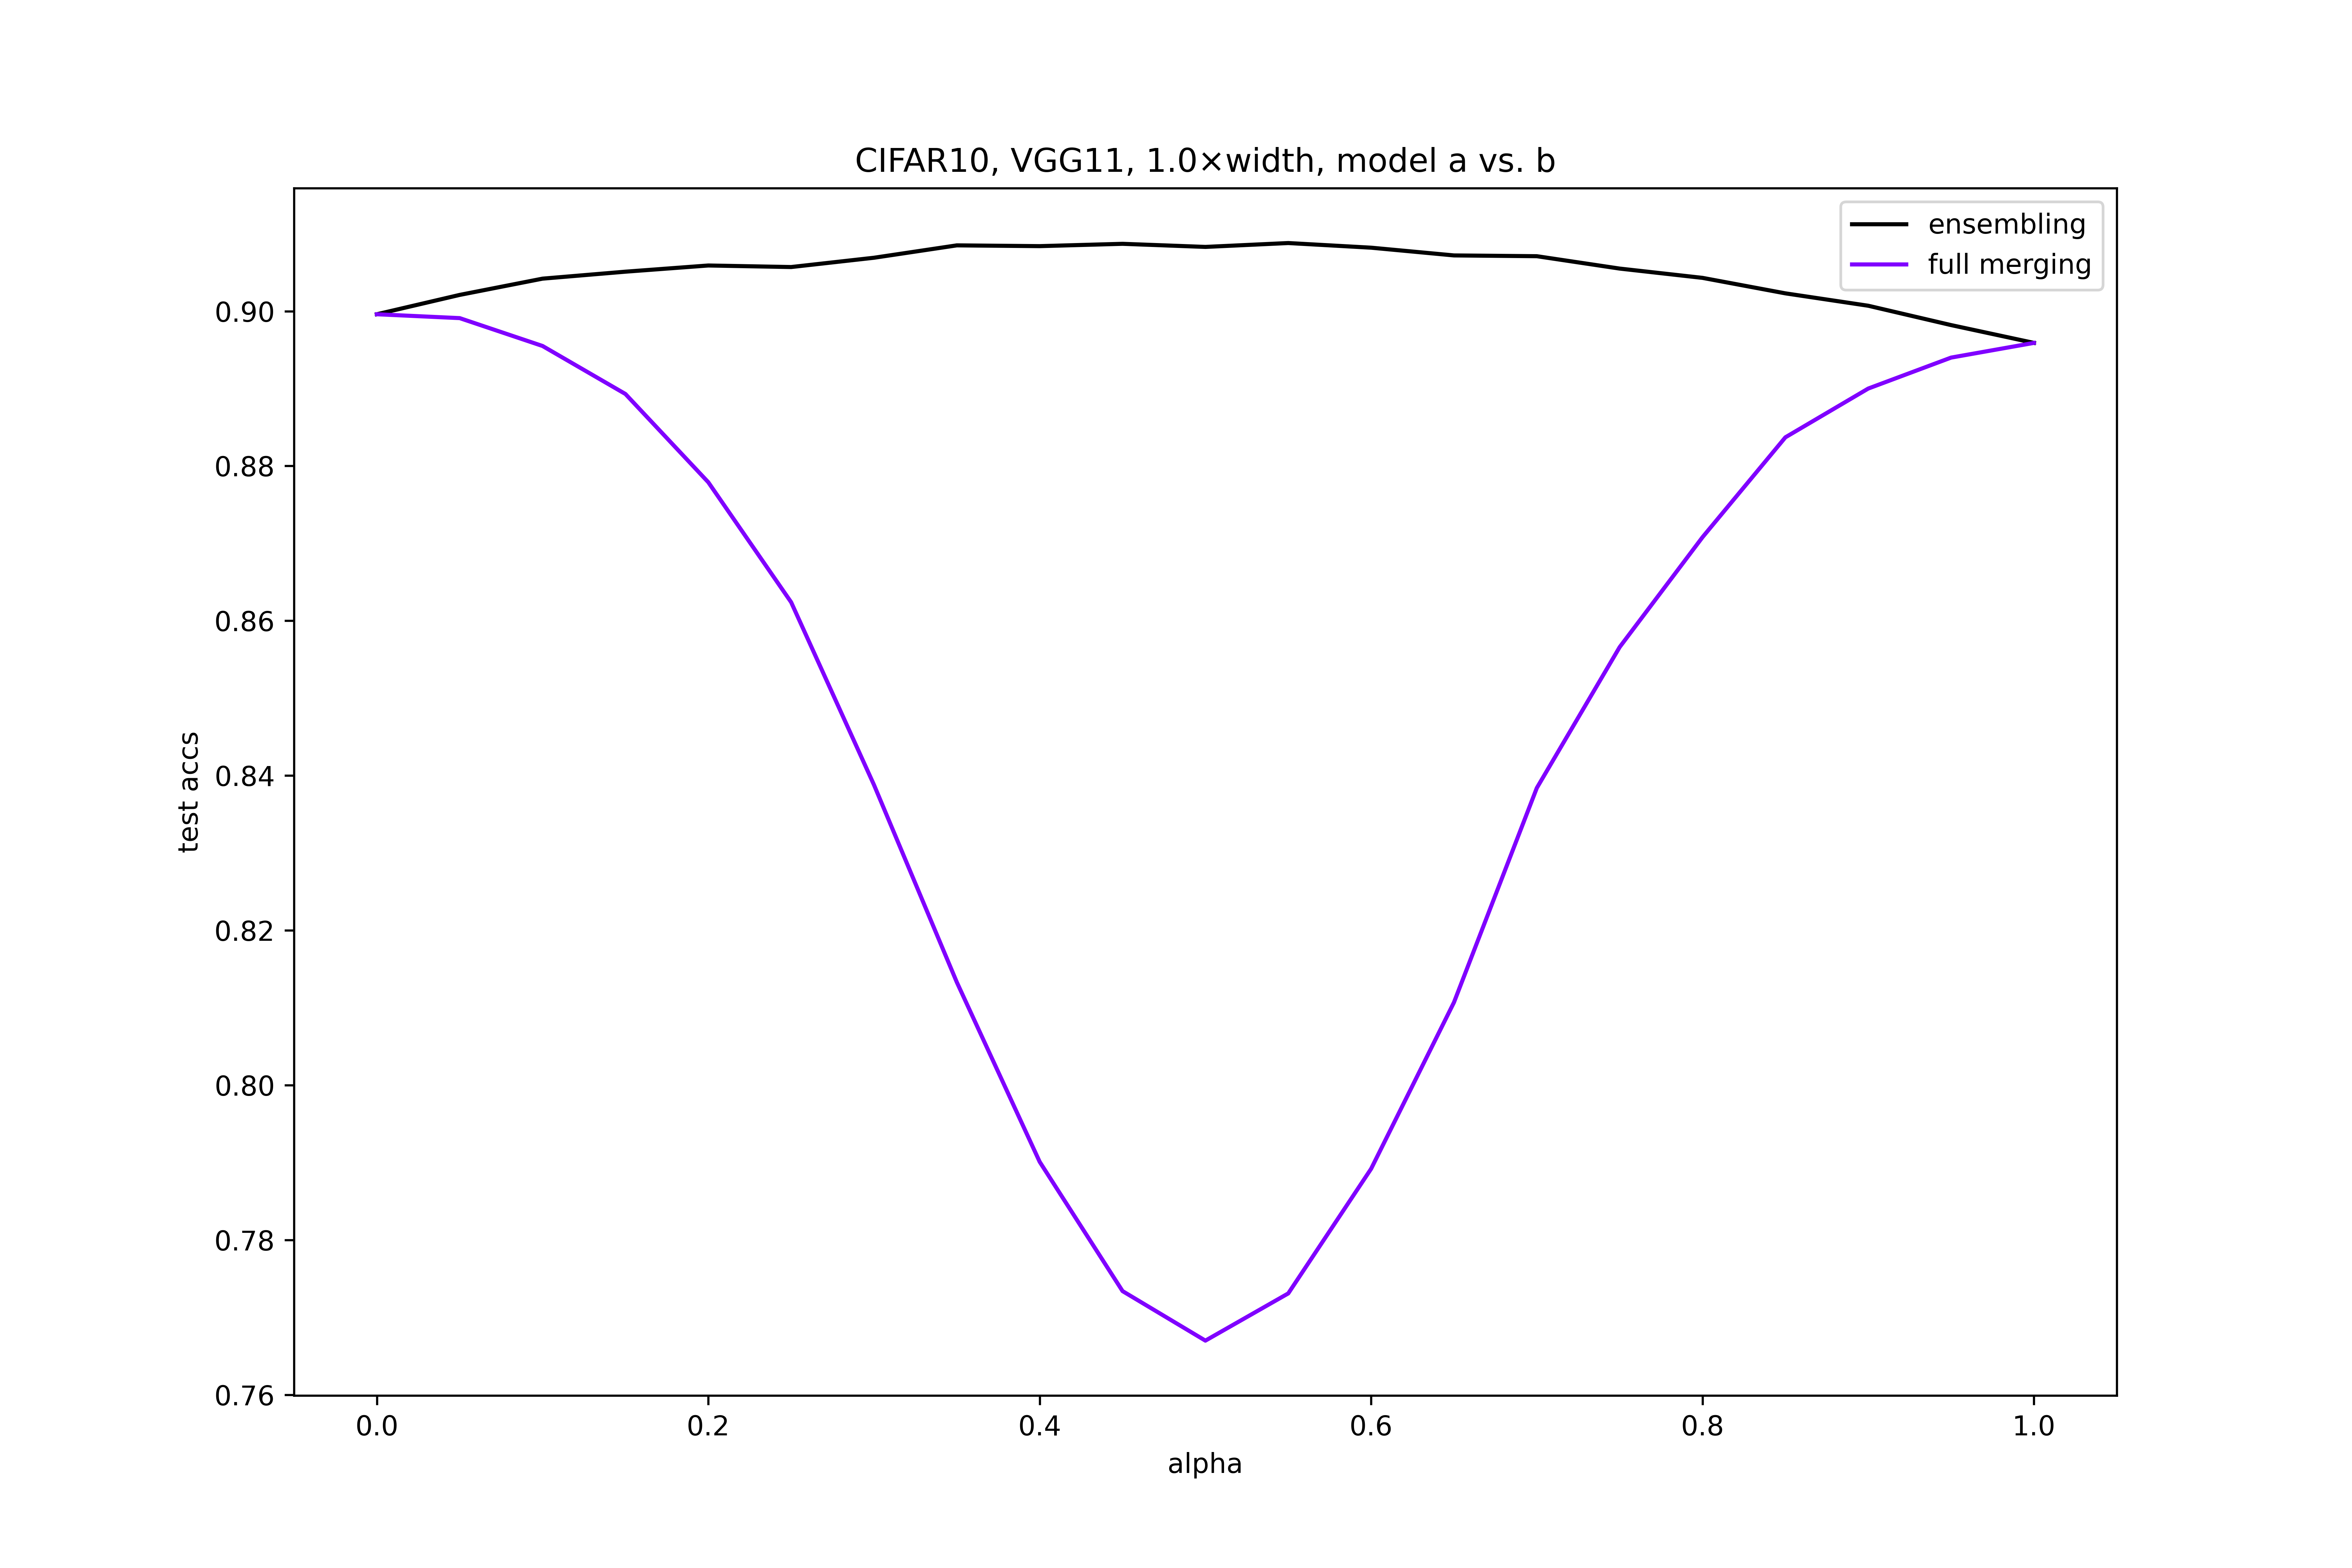 CIFAR10, VGG11, 1.0×width, model a vs. b
ensembling
full merging
0.90
0.88
0.86
0.84
0.82
0.80
0.78
0.76
test accs
0.0 0.2 0.4 0.6 0.8 1.0
alpha